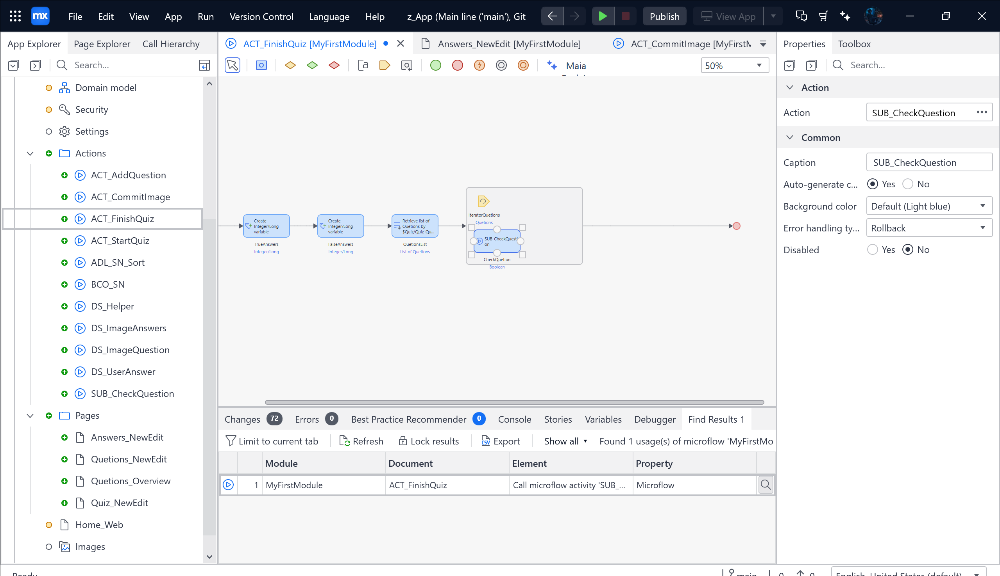 mx File Edit View App Run Version Control Language Help z_App (Main line ('main'), Git Publish View App
App Explorer Page Explorer Call Hierarchy
Search...
Domain model
Security
Settings
Actions
ACT_AddQuestion
ACT_CommitImage
ACT_FinishQuiz
ACT_StartQuiz
ADL_SN_Sort
BCO_SN
DS_Helper
DS_ImageAnswers
DS_ImageQuestion
DS_UserAnswer
SUB_CheckQuestion
Pages
Answers_NewEdit
Quetions_NewEdit
Quetions_Overview
Quiz_NewEdit
Home_Web
Images
ACT_FinishQuiz [MyFirstModule] Answers_NewEdit [MyFirstModule] ACT_CommitImage [MyFirstM
Maia
50%
Create
Integer/Long
variable
TrueAnswers
Integer/Long
Create
Integer/Long
variable
FalseAnswers
Integer/Long
Retrieve list of
Quetions by
$Quiz/Quiz_Qu...
QuetionsList
List of Quetions
IteratorQuetions
Quetions
SUB_CheckQuesti
on
CheckQuetion
Boolean
Changes 72 Errors 0 Best Practice Recommender 0 Console Stories Variables Debugger Find Results 1
Limit to current tab Refresh Lock results CSV Export Show all Found 1 usage(s) of microflow 'MyFirstMo
Module Document Element Property
1 MyFirstModule ACT_FinishQuiz Call microflow activity 'SUB_... Microflow
Properties Toolbox
Search...
Action
Action SUB_CheckQuestion ...
Common
Caption SUB_CheckQuestion
Auto-generate c... Yes No
Background color Default (Light blue)
Error handling ty... Rollback
Disabled Yes No
Ready main 0 0 English, United States (default)